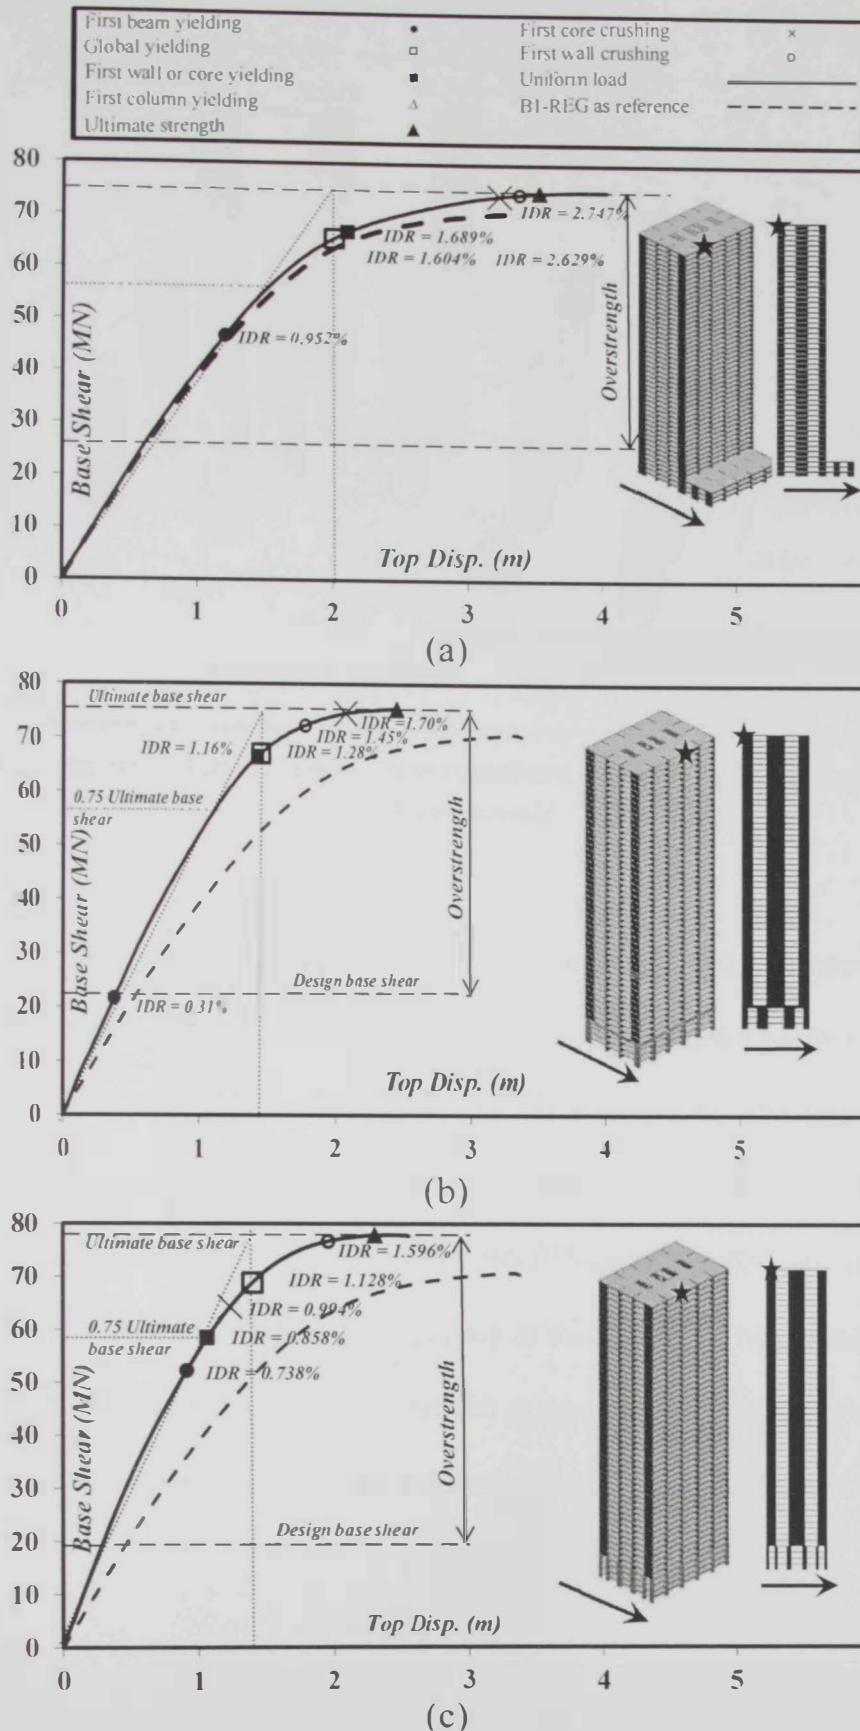 First beam yielding
Global yielding
First wall or core yielding
First column yielding
Ultimate strength
First core crushing
First wall crushing
Uniform load
B1-REG as reference
80
70
60
50
40
30
20
10
0
Base Shear (MN)
IDR = 2.747%
IDR = 1.689%
IDR = 1.604%
IDR = 2.629%
IDR = 0.952%
Overstrength
Top Disp. (m)
0 1 2 3 4 5
(a)
80
70
60
50
40
30
20
10
0
Base Shear (MN)
Ultimate base shear
IDR =1.70%
IDR = 1.45%
IDR = 1.16%
IDR = 1.28%
0.75 Ultimate base
shear
Overstrength
Design base shear
IDR = 0.31%
Top Disp. (m)
0 1 2 3 4 5
(b)
80
70
60
50
40
30
20
10
0
Base Shear (MN)
Ultimate base shear
IDR = 1.596%
IDR = 1.128%
IDR = 0.994%
0.75 Ultimate
base shear
IDR = 0.858%
IDR = 0.738%
Overstrength
Design base shear
Top Disp. (m)
0 1 2 3 4 5
(c)